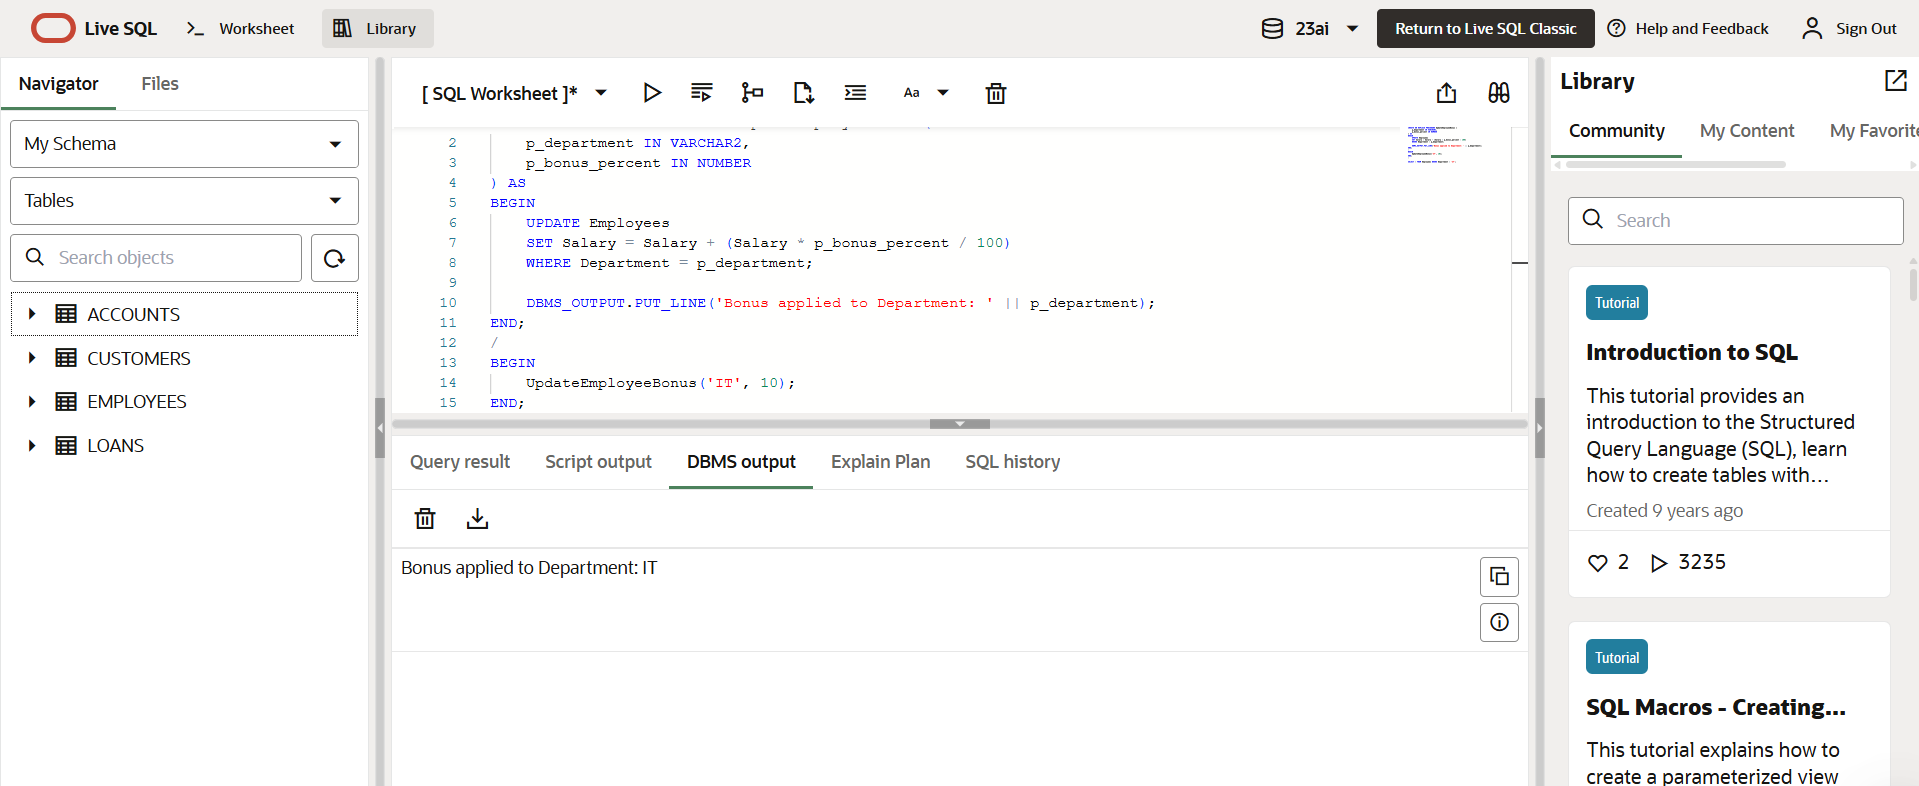 Live SQL
Worksheet
Library
23ai
Return to Live SQL Classic
Help and Feedback
Sign Out
Navigator
Files
My Schema
Tables
Search objects
ACCOUNTS
CUSTOMERS
EMPLOYEES
LOANS
[ SQL Worksheet ]*
Aa
2 p_department IN VARCHAR2,
3 p_bonus_percent IN NUMBER
4 ) AS
5 BEGIN
6 UPDATE Employees
7 SET Salary = Salary + (Salary * p_bonus_percent / 100)
8 WHERE Department = p_department;
9
10 DBMS_OUTPUT.PUT_LINE('Bonus applied to Department: ' || p_department);
11 END;
12 /
13 BEGIN
14 UpdateEmployeeBonus('IT', 10);
15 END;
Query result
Script output
DBMS output
Explain Plan
SQL history
Bonus applied to Department: IT
Library
Community
My Content
My Favorite
Search
Tutorial
Introduction to SQL
This tutorial provides an
introduction to the Structured
Query Language (SQL), learn
how to create tables with...
Created 9 years ago
2
3235
Tutorial
SQL Macros - Creating...
This tutorial explains how to
create a parameterized view